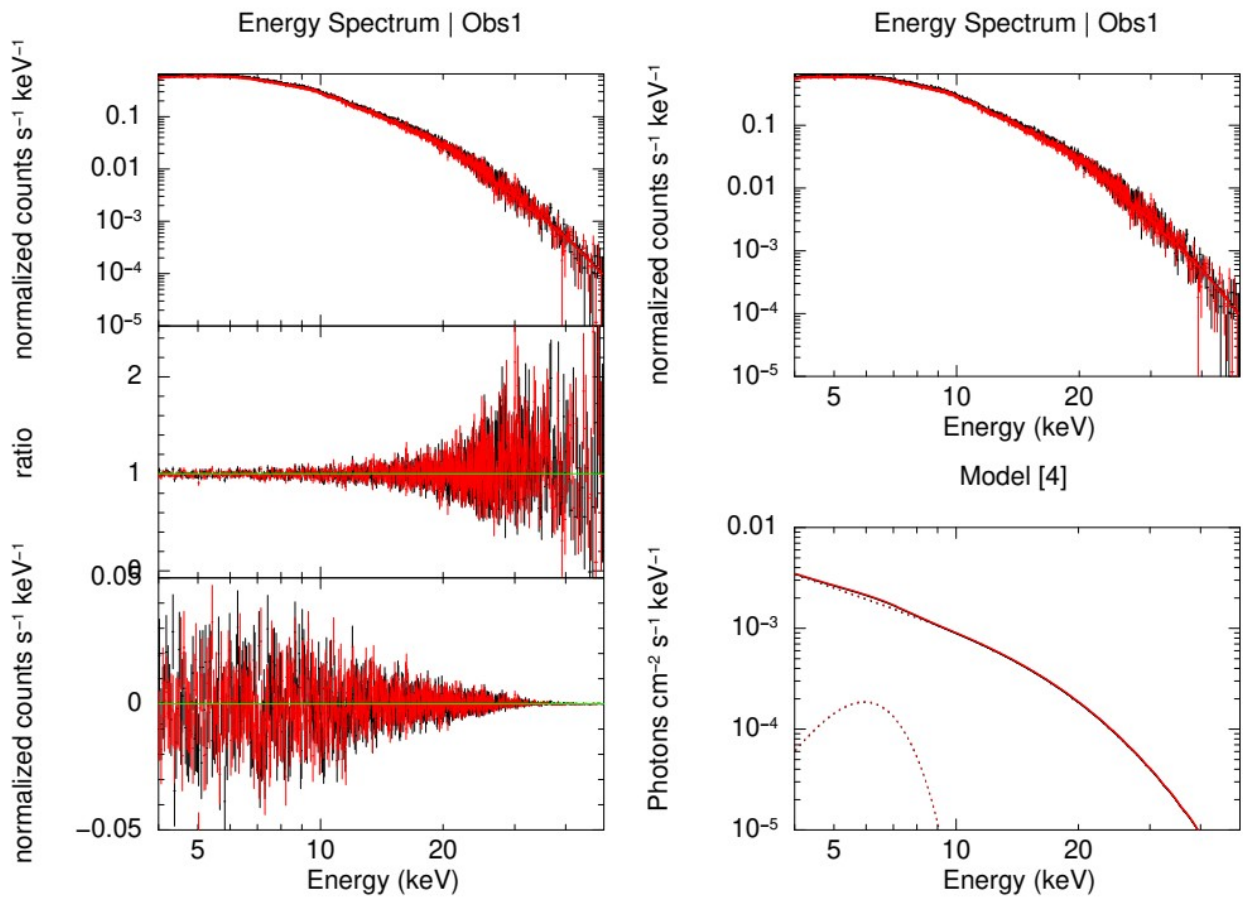 Energy Spectrum | Obs1
normalized counts s⁻¹ keV⁻¹
0.1
0.01
10⁻³
10⁻⁴
10⁻⁵
ratio
2
1
0
normalized counts s⁻¹ keV⁻¹
0.05
0
−0.05
5 10 20
Energy (keV)
Energy Spectrum | Obs1
normalized counts s⁻¹ keV⁻¹
0.1
0.01
10⁻³
10⁻⁴
10⁻⁵
5 10 20
Energy (keV)
Model [4]
Photons cm⁻² s⁻¹ keV⁻¹
0.01
10⁻³
10⁻⁴
10⁻⁵
5 10 20
Energy (keV)